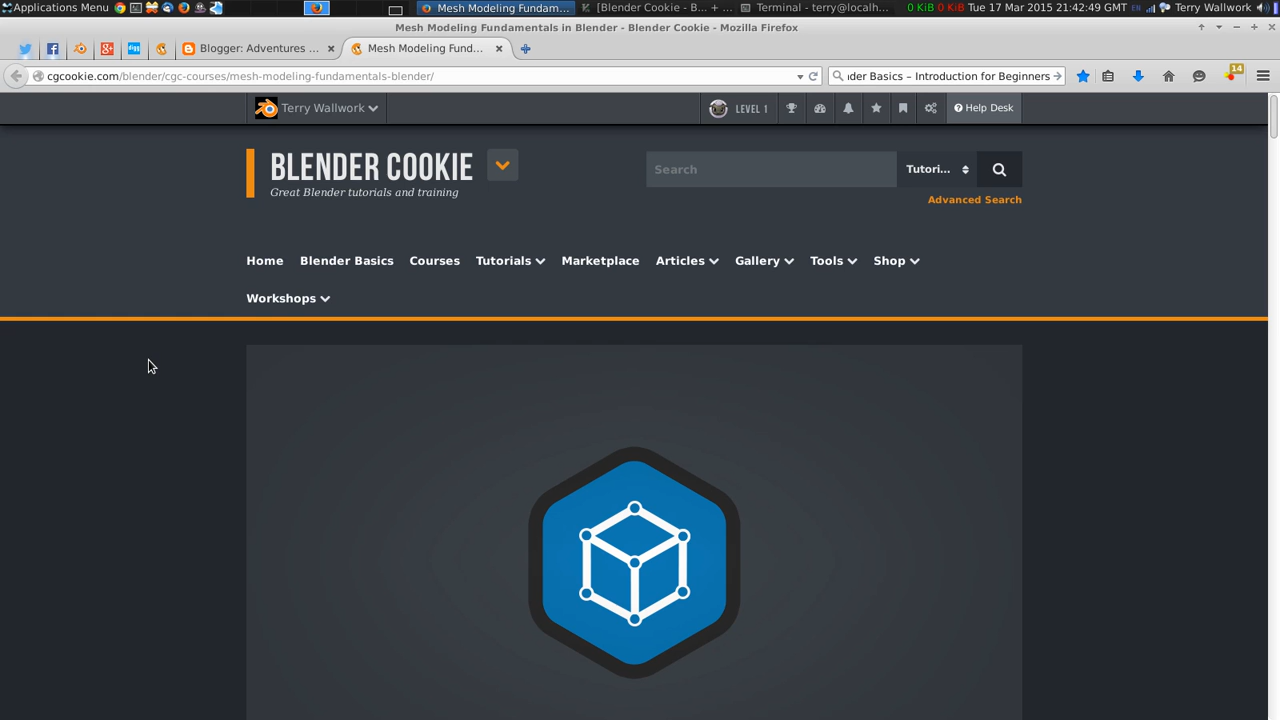 Applications Menu
Mesh Modeling Fundam...
[Blender Cookie - B... + ...
Terminal - terry@localh...
0 KiB 0 KiB Tue 17 Mar 2015 21:42:49 GMT
EN
Terry Wallwork
Mesh Modeling Fundamentals in Blender - Blender Cookie - Mozilla Firefox
Blogger: Adventures ...
Mesh Modeling Fund...
cgcookie.com/blender/cgc-courses/mesh-modeling-fundamentals-blender/
der Basics – Introduction for Beginners
14
Terry Wallwork
LEVEL 1
Help Desk
BLENDER COOKIE
Great Blender tutorials and training
Search
Tutori...
Advanced Search
Home Blender Basics Courses Tutorials Marketplace Articles Gallery Tools Shop
Workshops